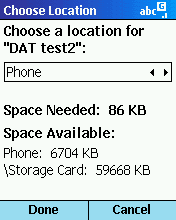 Choose Location abc
Choose a location for
"DAT test2":
Phone
Space Needed: 86 KB
Space Available:
Phone: 6704 KB
\Storage Card: 59668 KB
Done Cancel